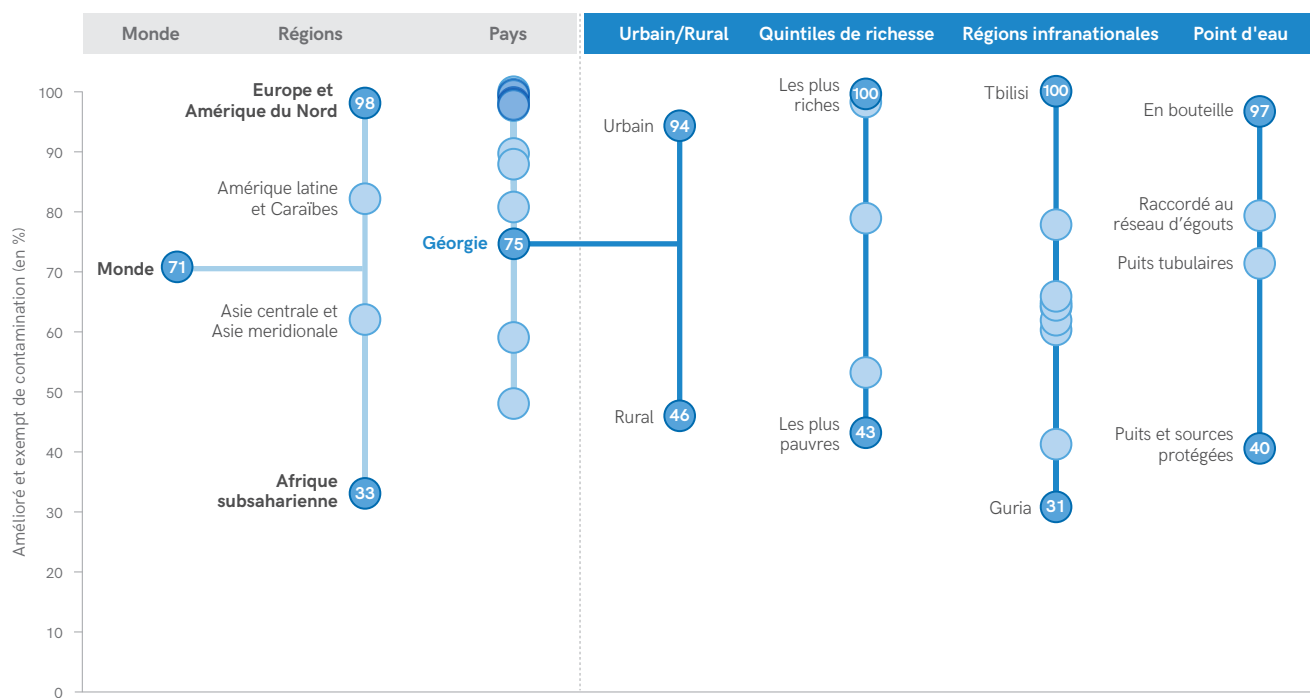 Monde
Régions
Pays
Urbain/Rural
Quintiles de richesse
Régions infranationales
Point d'eau
Amélioré et exempt de contamination (en %)
100
90
80
70
60
50
40
30
20
10
0
Monde
71
Europe et
Amérique du Nord
98
Amérique latine
et Caraïbes
Asie centrale et
Asie meridionale
Afrique
subsaharienne
33
Géorgie
75
Urbain
94
Rural
46
Les plus
riches
100
Les plus
pauvres
43
Tbilisi
100
Guria
31
En bouteille
97
Raccordé au
réseau d'égouts
Puits tubulaires
Puits et sources
protégées
40